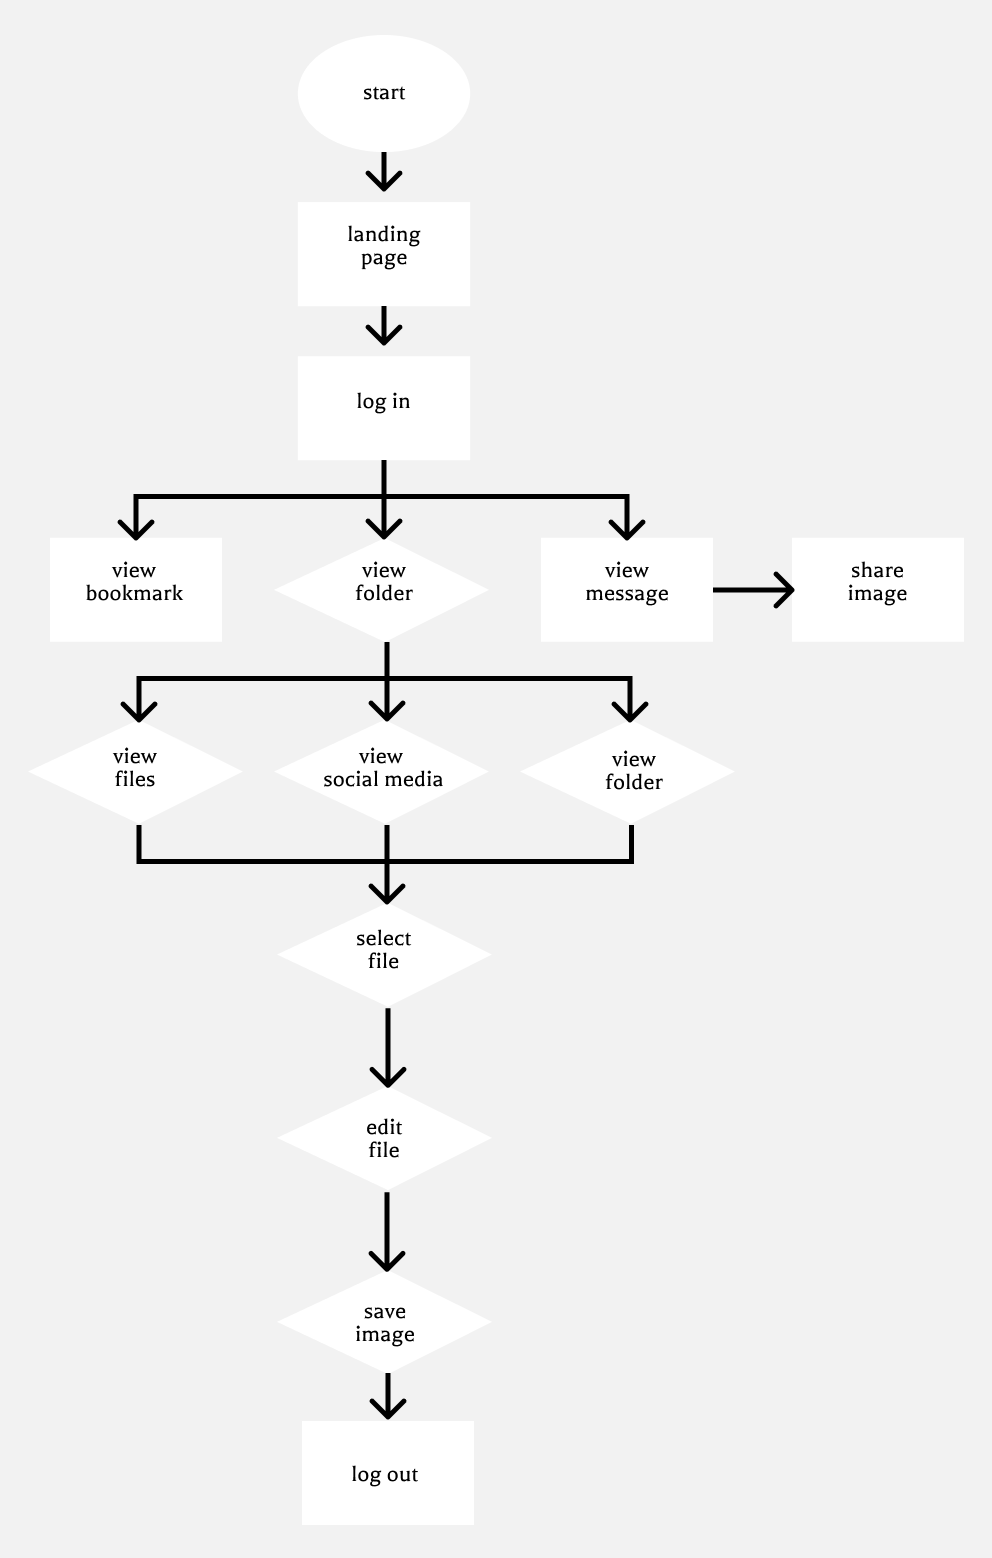 start
landing
page
log in
view
bookmark
view
folder
view
message
share
image
view
files
view
social media
view
folder
select
file
edit
file
save
image
log out